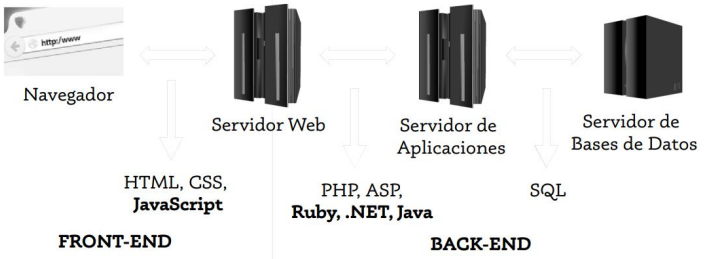 http:/www
Navegador
Servidor Web
Servidor de
Aplicaciones
Servidor de
Bases de Datos
HTML, CSS,
JavaScript
PHP, ASP,
Ruby, .NET, Java
SQL
FRONT-END
BACK-END